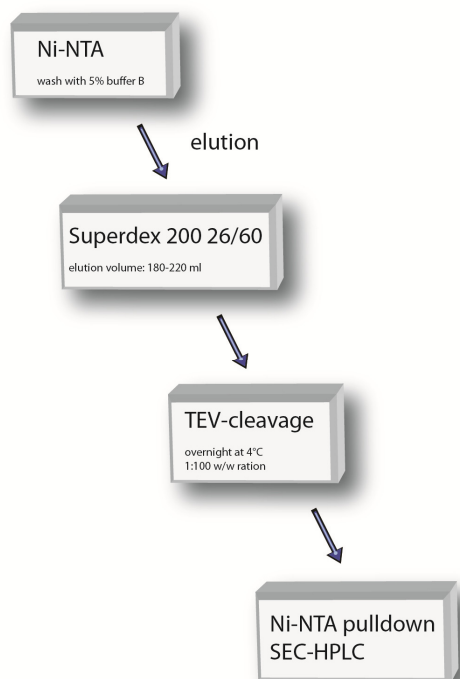 Ni-NTA
wash with 5% buffer B
elution
Superdex 200 26/60
elution volume: 180-220 ml
TEV-cleavage
overnight at 4°C
1:100 w/w ration
Ni-NTA pulldown
SEC-HPLC